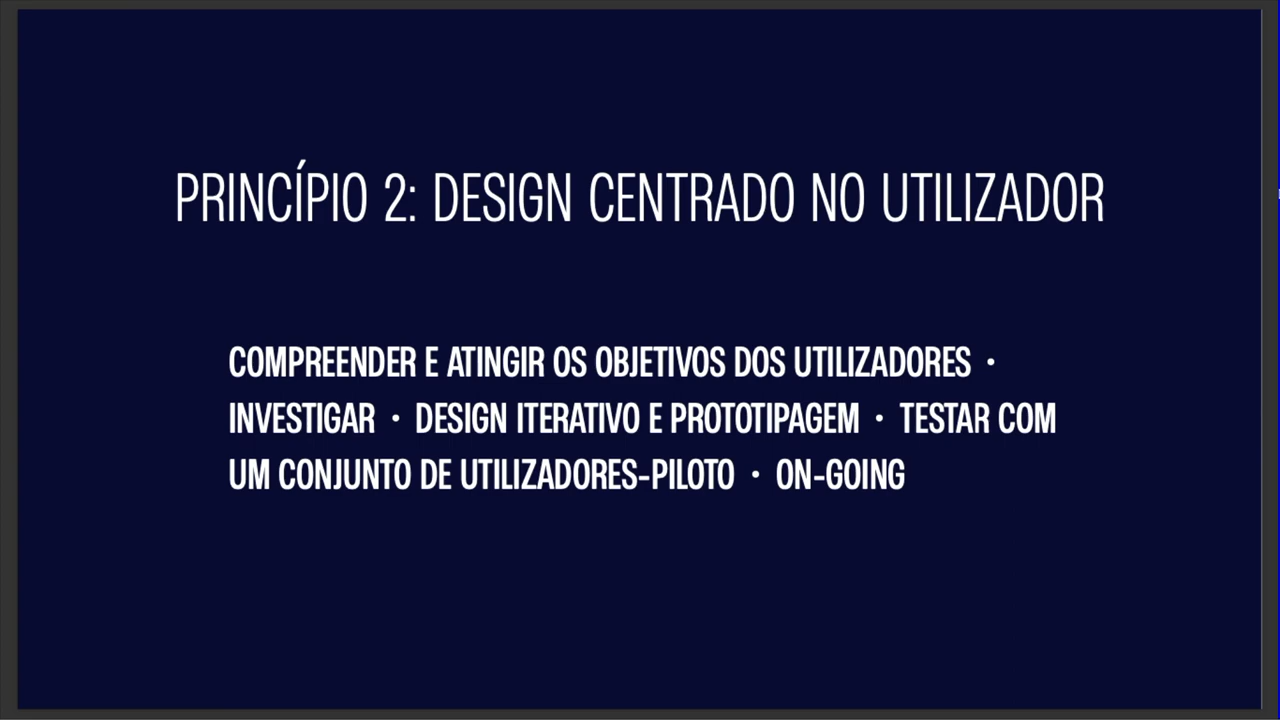 PRINCÍPIO 2: DESIGN CENTRADO NO UTILIZADOR
COMPREENDER E ATINGIR OS OBJETIVOS DOS UTILIZADORES •
INVESTIGAR • DESIGN ITERATIVO E PROTOTIPAGEM • TESTAR COM
UM CONJUNTO DE UTILIZADORES-PILOTO • ON-GOING